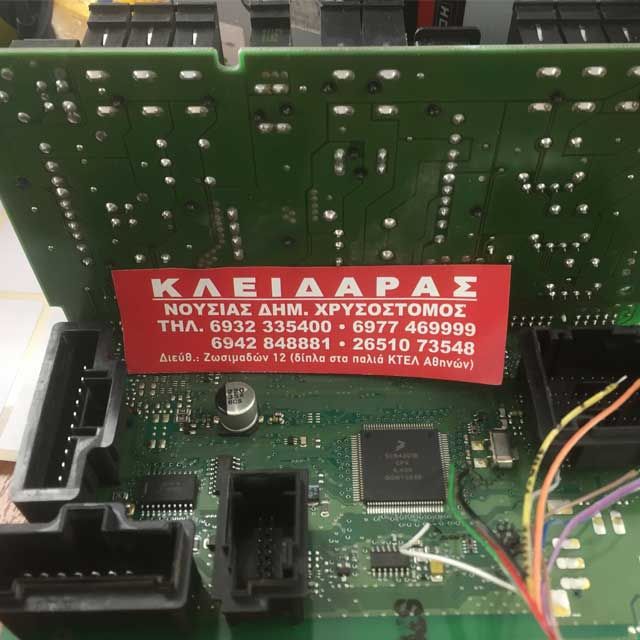 ΚΛΕΙΔΑΡΑΣ
ΝΟΥΣΙΑΣ ΔΗΜ. ΧΡΥΣΟΣΤΟΜΟΣ
ΤΗΛ. 6932 335400 • 6977 469999
6942 848881 • 26510 73548
Διεύθ.: Ζωσιμαδών 12 (δίπλα στα παλιά ΚΤΕΛ Αθηνών)